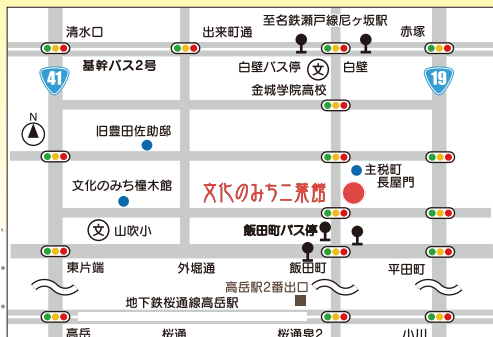 至名鉄瀬戸線尼ヶ坂駅
清水口
出来町通
赤塚
基幹バス2号
白壁バス停
文
白壁
41
金城学院高校
19
N
旧豊田佐助邸
主税町
長屋門
文化のみち橦木館
文化のみち二葉館
文
山吹小
飯田町バス停
東片端
外堀通
飯田町
平田町
高岳駅2番出口
地下鉄桜通線高岳駅
高岳
桜通
桜通泉2
小川